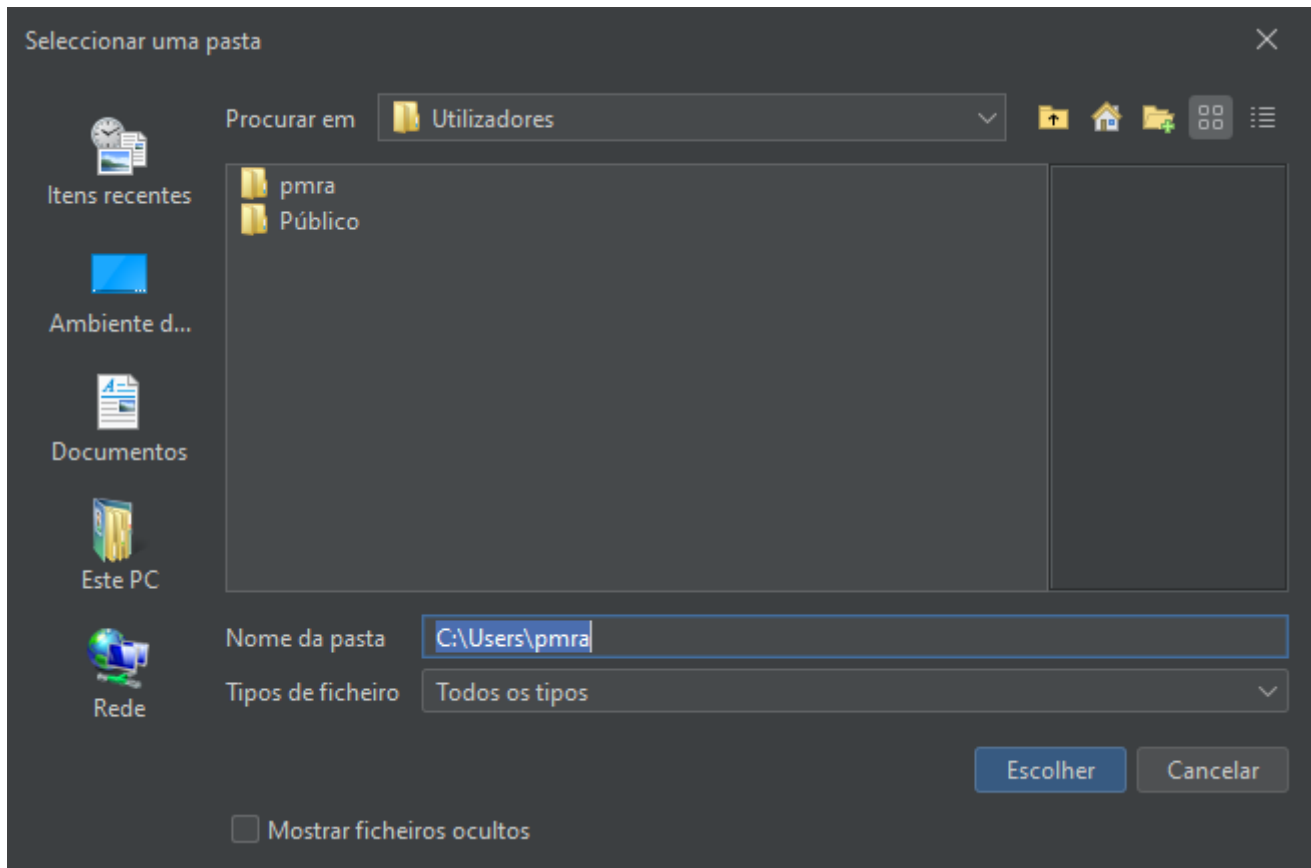 Seleccionar uma pasta
Procurar em
Utilizadores
Itens recentes
Ambiente d...
Documentos
Este PC
Rede
pmra
Público
Nome da pasta
C:\Users\pmra
Tipos de ficheiro
Todos os tipos
Escolher
Cancelar
Mostrar ficheiros ocultos